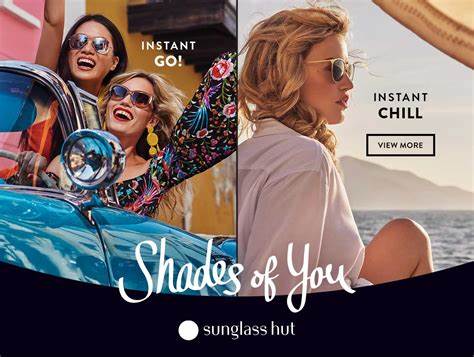 INSTANT
GO!
INSTANT
CHILL
VIEW MORE
Shades of You
sunglass hut